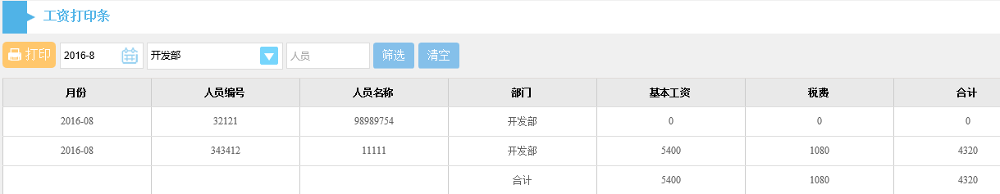 工资打印条
打印 2016-8 开发部 人员 筛选 清空
月份 人员编号 人员名称 部门 基本工资 税费 合计
2016-08 32121 98989754 开发部 0 0 0
2016-08 343412 11111 开发部 5400 1080 4320
合计 5400 1080 4320